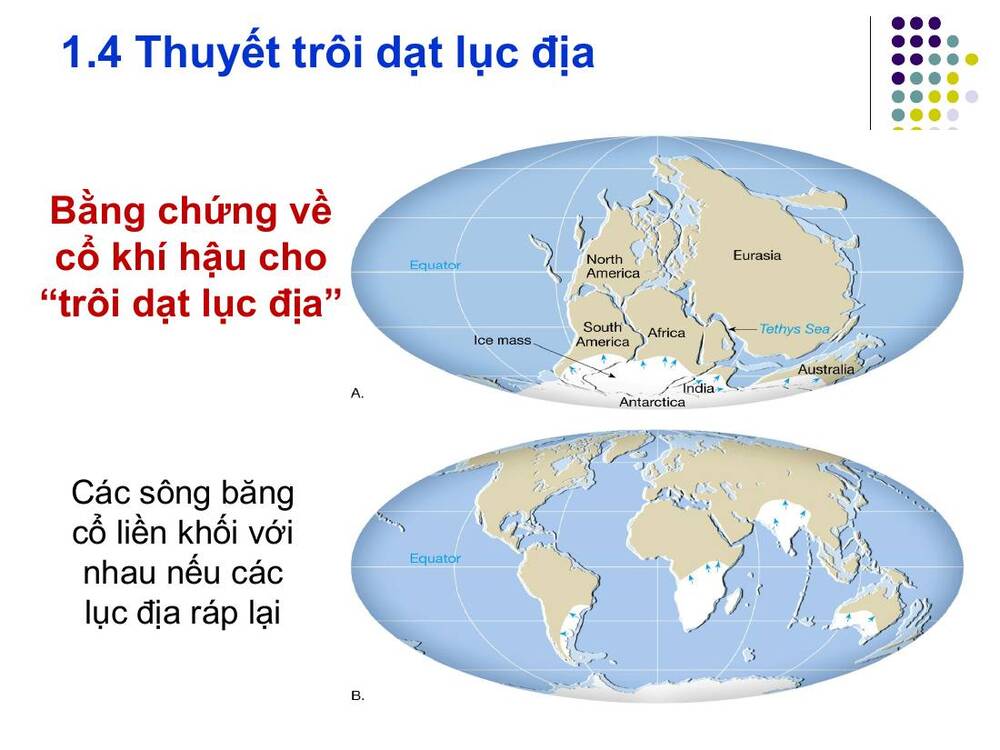 1.4 Thuyết trôi dạt lục địa
Bằng chứng về
cổ khí hậu cho
“trôi dạt lục địa”
Equator
North
America
Eurasia
South
America
Africa
Tethys Sea
Ice mass
Australia
India
Antarctica
A.
Các sông băng
cổ liền khối với
nhau nếu các
lục địa ráp lại
Equator
B.